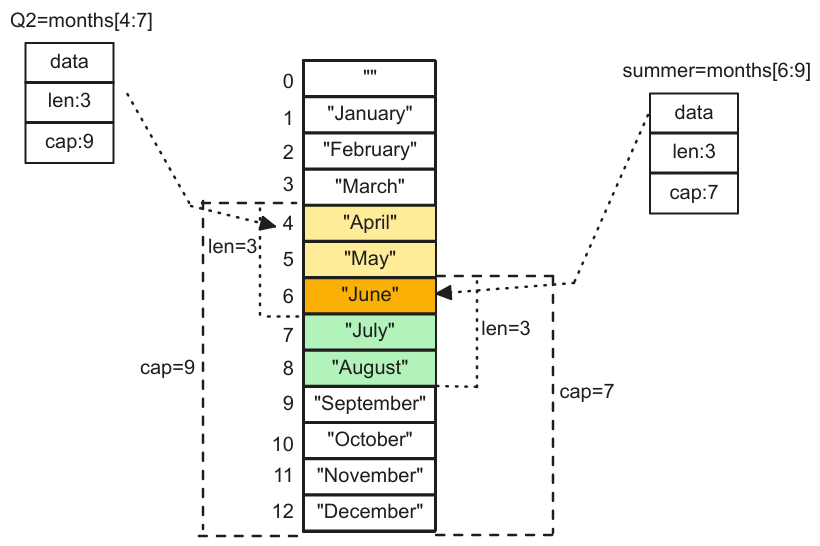 Q2=months[4:7]
data
len:3
cap:9
summer=months[6:9]
data
len:3
cap:7
0 ""
1 "January"
2 "February"
3 "March"
4 "April"
5 "May"
6 "June"
7 "July"
8 "August"
9 "September"
10 "October"
11 "November"
12 "December"
len=3
cap=9
len=3
cap=7